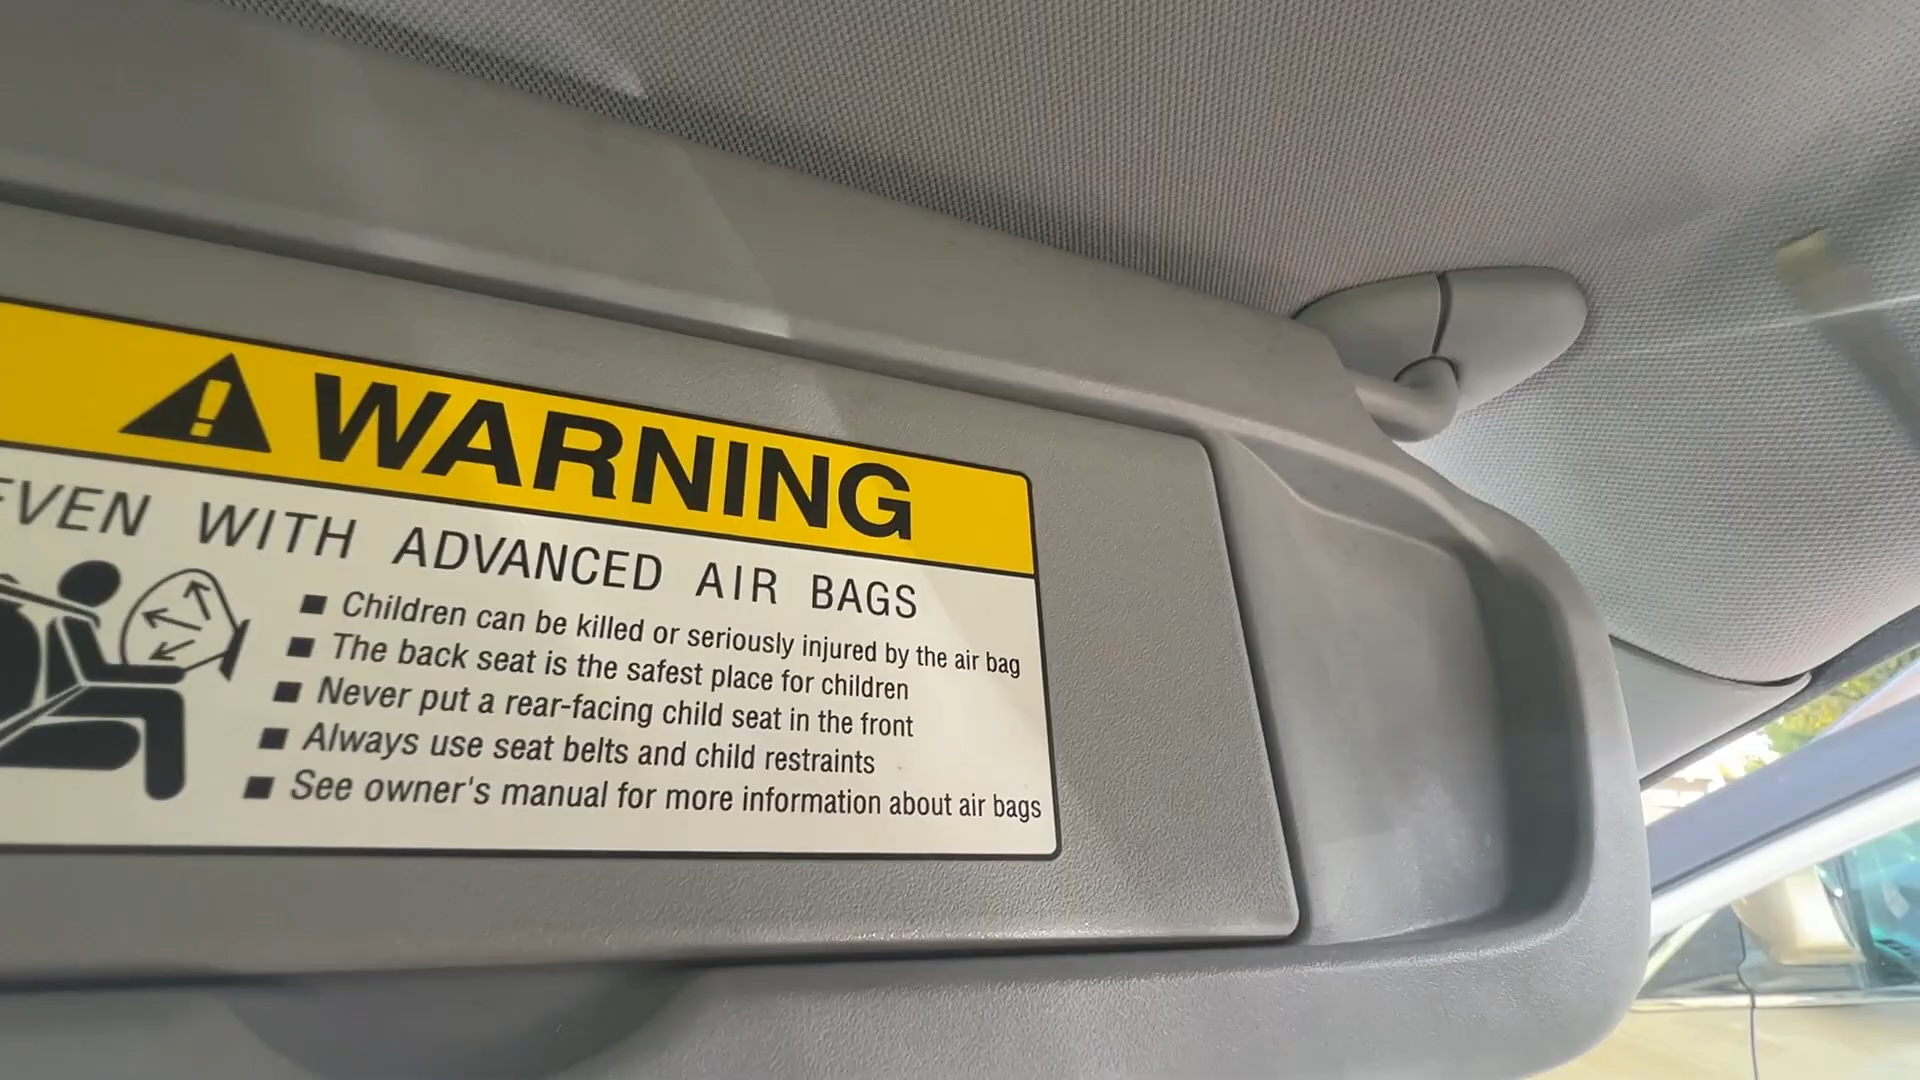 WARNING
EVEN WITH ADVANCED AIR BAGS
■ Children can be killed or seriously injured by the air bag
■ The back seat is the safest place for children
■ Never put a rear-facing child seat in the front
■ Always use seat belts and child restraints
■ See owner's manual for more information about air bags